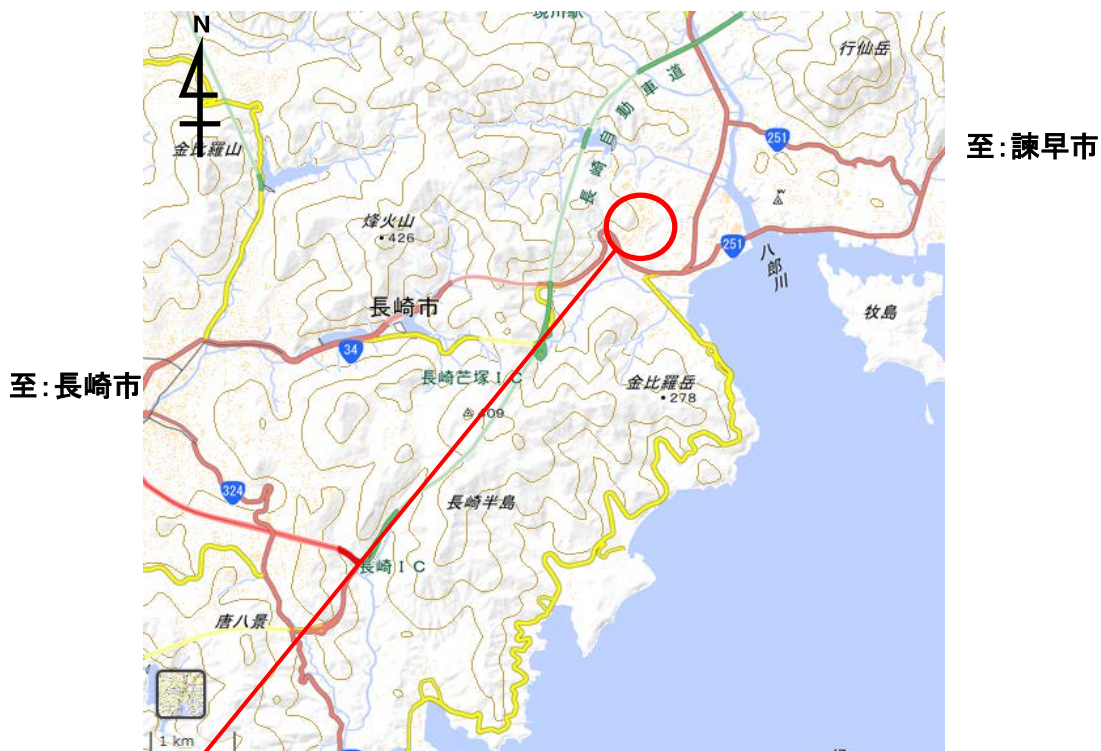 現川駅
N
行仙岳
長崎自動車道
251
至：諫早市
金比羅山
烽火山
426
251
八郎川
長崎市
牧島
34
至：長崎市
長崎芒塚IC
金比羅岳
278
409
324
長崎半島
長崎IC
唐八景
1 km